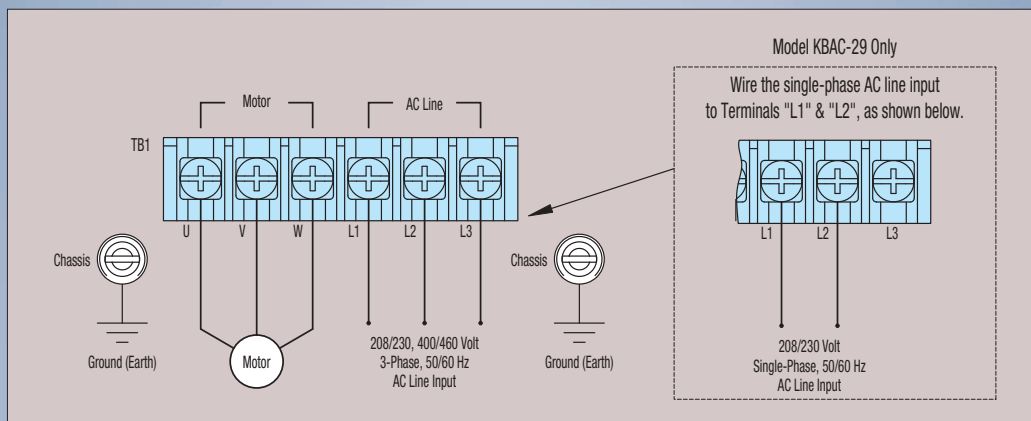 Model KBAC-29 Only
Wire the single-phase AC line input
to Terminals "L1" & "L2", as shown below.
Motor
AC Line
TB1
U
V
W
L1
L2
L3
Chassis
Ground (Earth)
Motor
208/230, 400/460 Volt
3-Phase, 50/60 Hz
AC Line Input
Chassis
Ground (Earth)
L1
L2
L3
208/230 Volt
Single-Phase, 50/60 Hz
AC Line Input